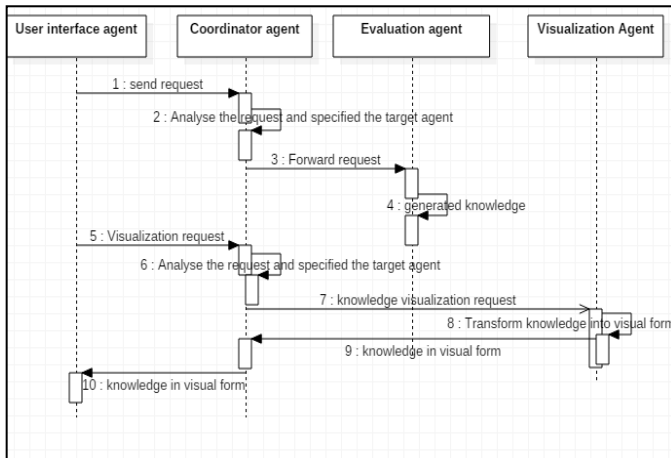 User interface agent
Coordinator agent
Evaluation agent
Visualization Agent
1 : send request
2 : Analyse the request and specified the target agent
3 : Forward request
4 : generated knowledge
5 : Visualization request
6 : Analyse the request and specified the target agent
7 : knowledge visualization request
8 : Transform knowledge into visual form
9 : knowledge in visual form
10 : knowledge in visual form